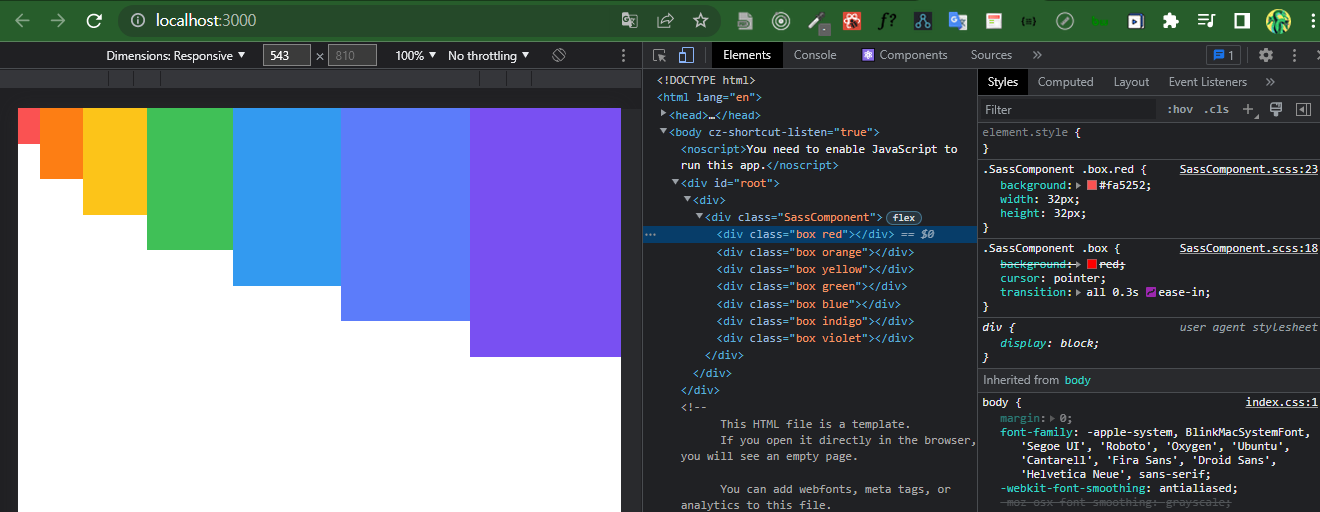 localhost:3000
Dimensions: Responsive 543 × 810 100% No throttling
Elements Console Components Sources » 1
<!DOCTYPE html>
<html lang="en">
<head>…</head>
<body cz-shortcut-listen="true">
<noscript>You need to enable JavaScript to
run this app.</noscript>
<div id="root">
<div>
<div class="SassComponent"> flex
<div class="box red"></div> == $0
<div class="box orange"></div>
<div class="box yellow"></div>
<div class="box green"></div>
<div class="box blue"></div>
<div class="box indigo"></div>
<div class="box violet"></div>
</div>
</div>
</div>
<!--
This HTML file is a template.
If you open it directly in the browser,
you will see an empty page.
You can add webfonts, meta tags, or
analytics to this file.
Styles Computed Layout Event Listeners »
Filter :hov .cls
element.style {
}
.SassComponent .box.red { SassComponent.scss:23
background: #fa5252;
width: 32px;
height: 32px;
}
.SassComponent .box { SassComponent.scss:18
background: red;
cursor: pointer;
transition: all 0.3s ease-in;
}
div { user agent stylesheet
display: block;
}
Inherited from body
body { index.css:1
margin: 0;
font-family: -apple-system, BlinkMacSystemFont,
'Segoe UI', 'Roboto', 'Oxygen', 'Ubuntu',
'Cantarell', 'Fira Sans', 'Droid Sans',
'Helvetica Neue', sans-serif;
-webkit-font-smoothing: antialiased;
-moz-osx-font-smoothing: grayscale;